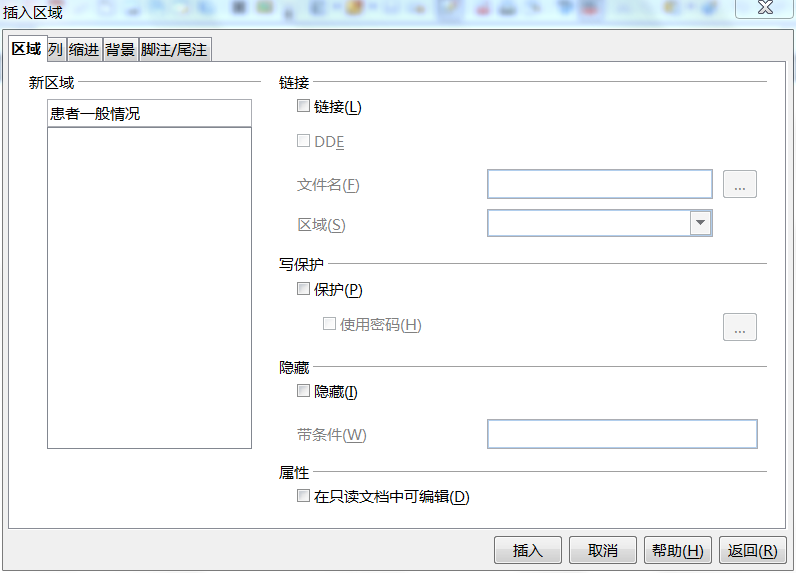 插入区域
区域 列 缩进 背景 脚注/尾注
新区域
患者一般情况
链接
链接(L)
DDE
文件名(F)
...
区域(S)
写保护
保护(P)
使用密码(H)
...
隐藏
隐藏(I)
带条件(W)
属性
在只读文档中可编辑(D)
插入 取消 帮助(H) 返回(R)